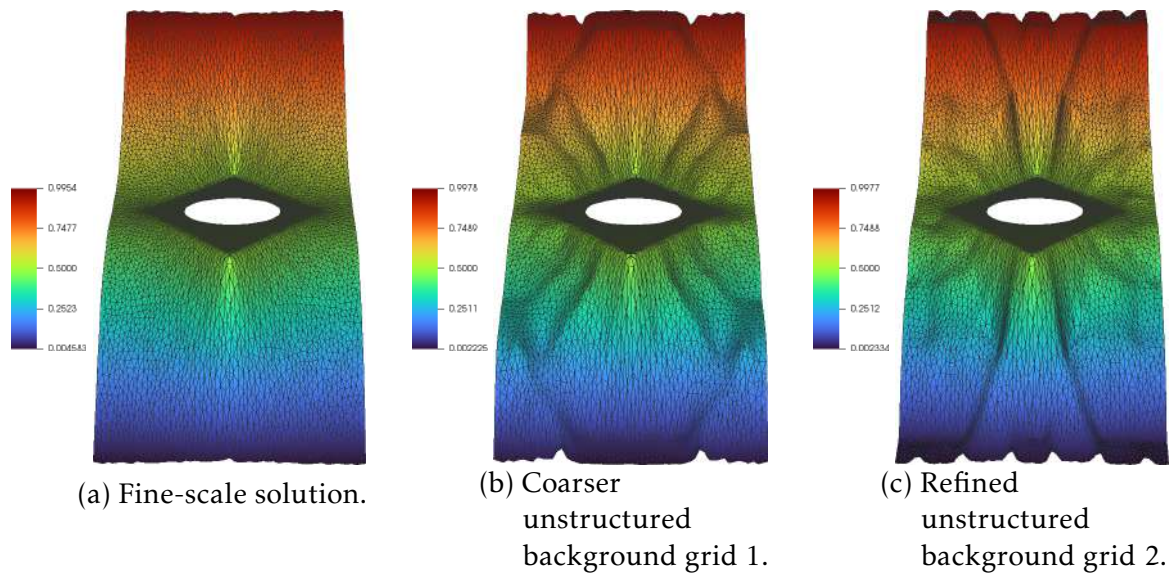 0.9954
0.7477
0.5000
0.2523
0.004583
0.9978
0.7489
0.5000
0.2511
0.002225
0.9977
0.7488
0.5000
0.2512
0.002334
(a) Fine-scale solution.
(b) Coarser
unstructured
background grid 1.
(c) Refined
unstructured
background grid 2.